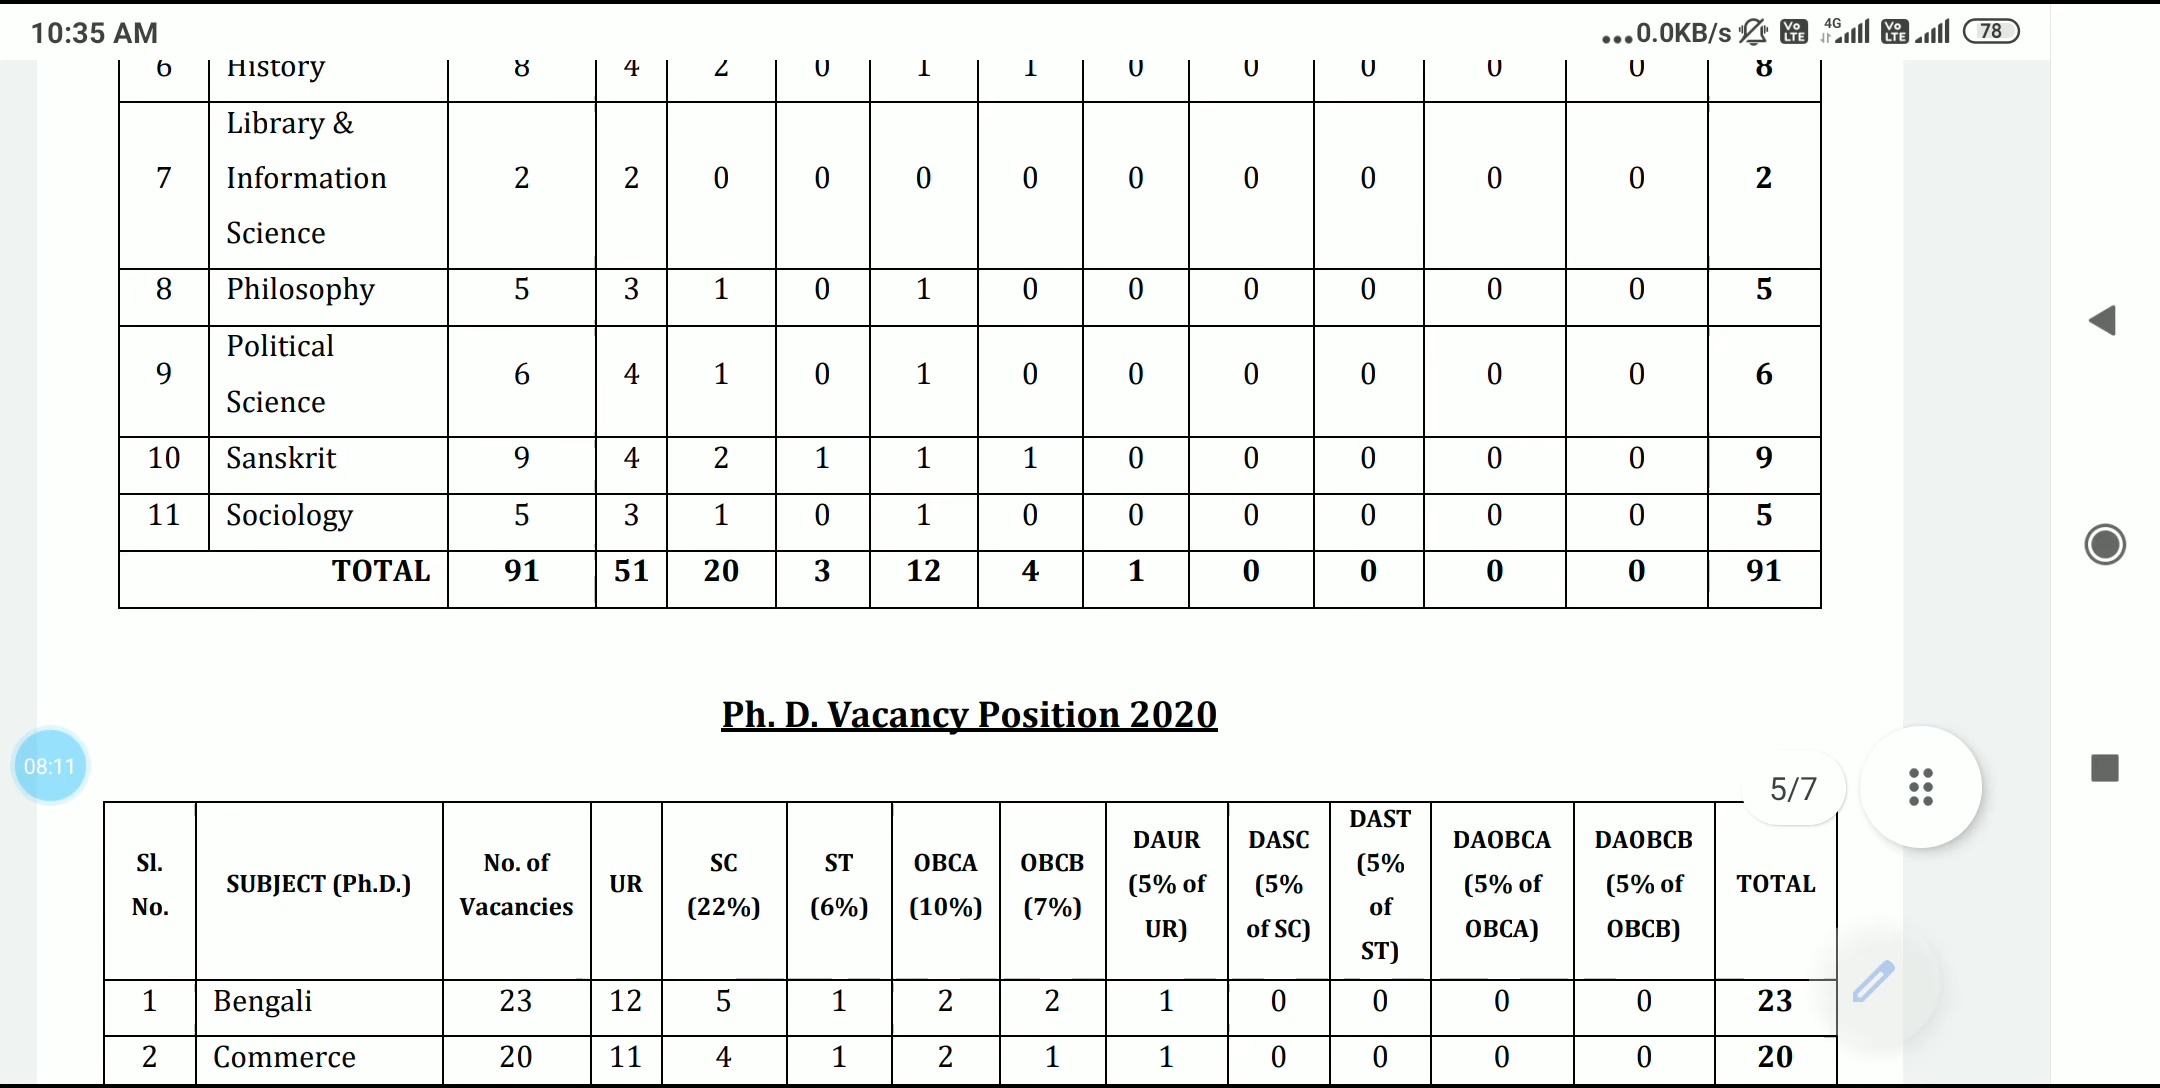 10:35 AM ...0.0KB/s Vo LTE 4G Vo LTE 78
6 History 8 4 2 0 1 1 0 0 0 0 0 8
Library &
7 Information 2 2 0 0 0 0 0 0 0 0 0 2
Science
8 Philosophy 5 3 1 0 1 0 0 0 0 0 0 5
Political
9 6 4 1 0 1 0 0 0 0 0 0 6
Science
10 Sanskrit 9 4 2 1 1 1 0 0 0 0 0 9
11 Sociology 5 3 1 0 1 0 0 0 0 0 0 5
TOTAL 91 51 20 3 12 4 1 0 0 0 0 91
Ph. D. Vacancy Position 2020
08:11
5/7
Sl. No. SUBJECT (Ph.D.) No. of Vacancies UR SC (22%) ST (6%) OBCA (10%) OBCB (7%) DAUR (5% of UR) DASC (5% of SC) DAST (5% of ST) DAOBCA (5% of OBCA) DAOBCB (5% of OBCB) TOTAL
1 Bengali 23 12 5 1 2 2 1 0 0 0 0 23
2 Commerce 20 11 4 1 2 1 1 0 0 0 0 20